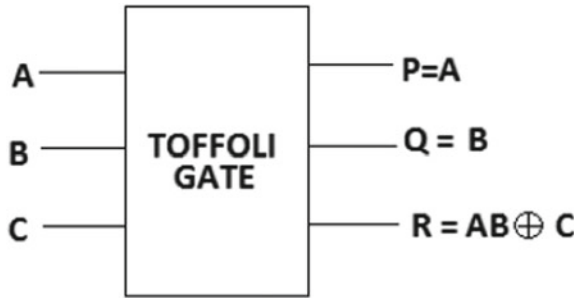 A
B
C
TOFFOLI
GATE
P=A
Q = B
R = AB⊕ C